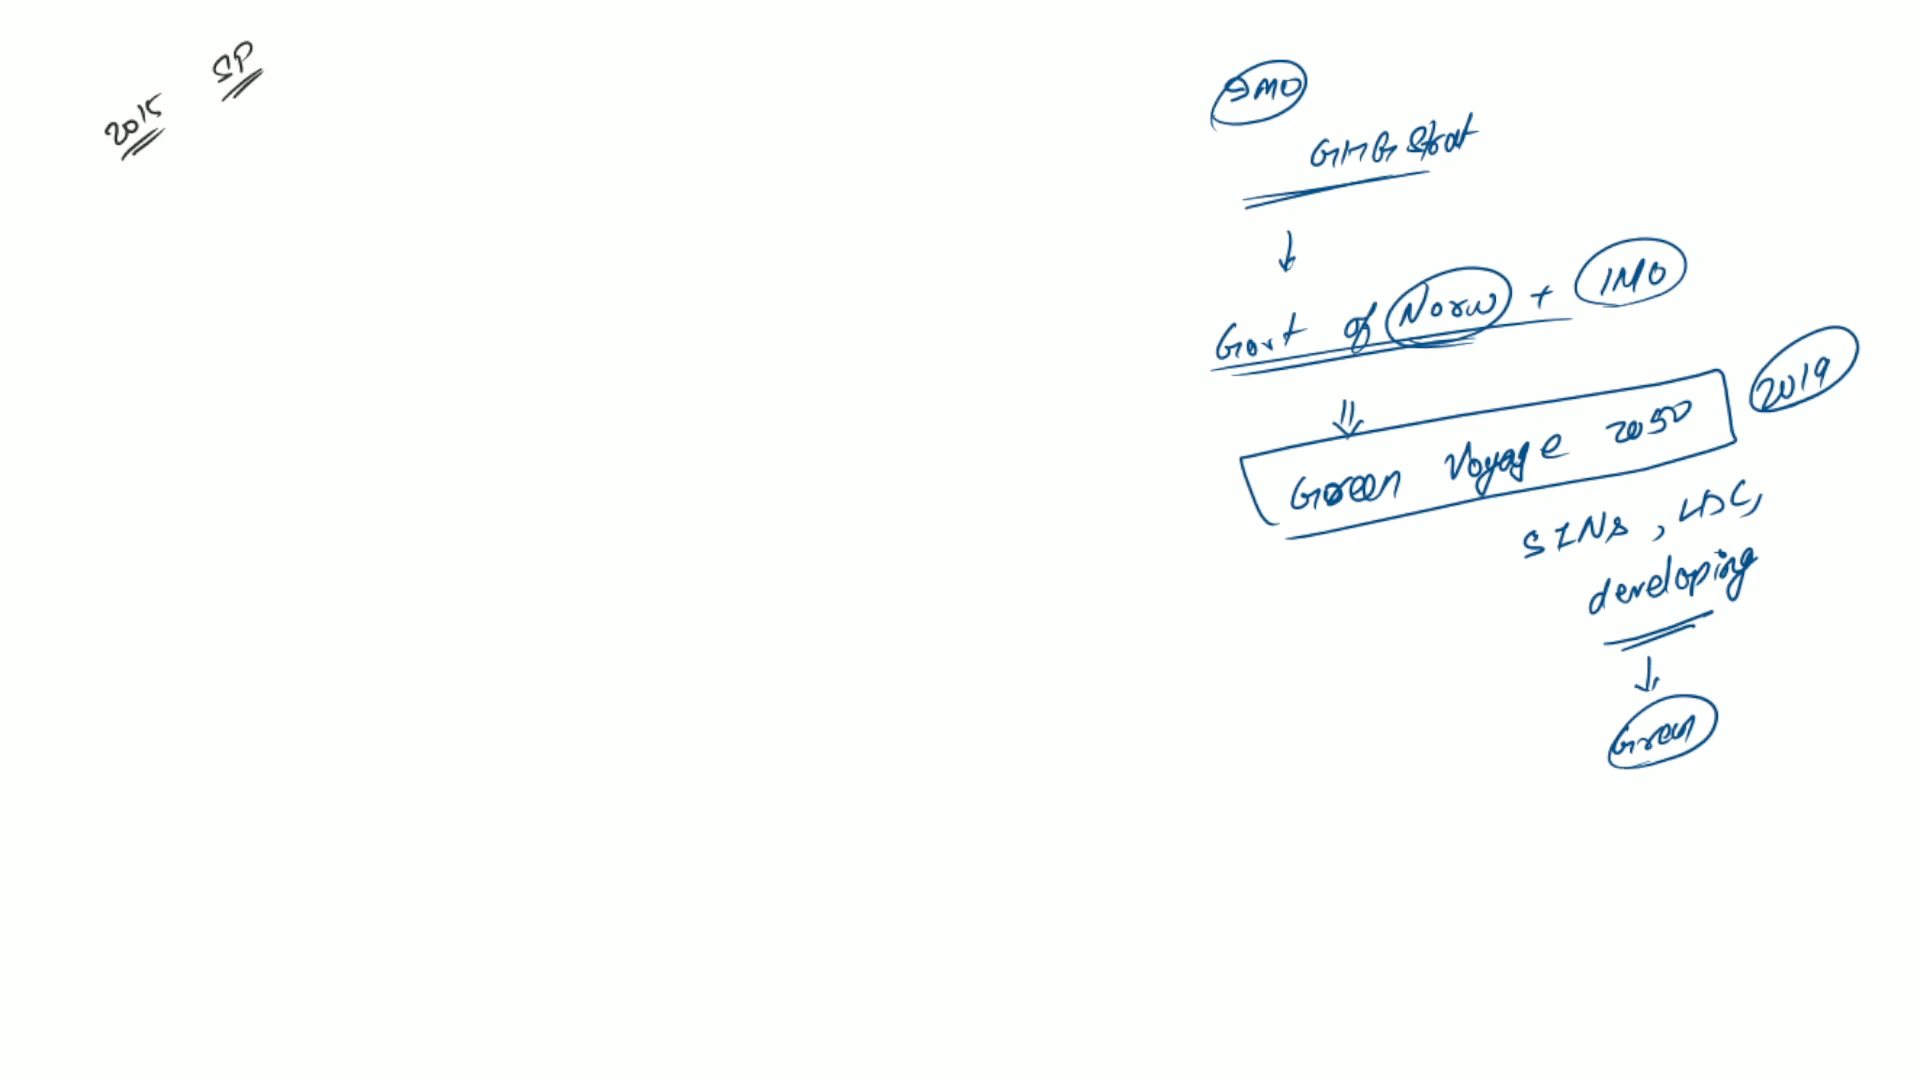 2015 SP
IMO
GHG Strat
↓
Govt of Norw + IMO
⇓
Green Voyage 2050 2019
SINs, LDC,
developing
↓
Green